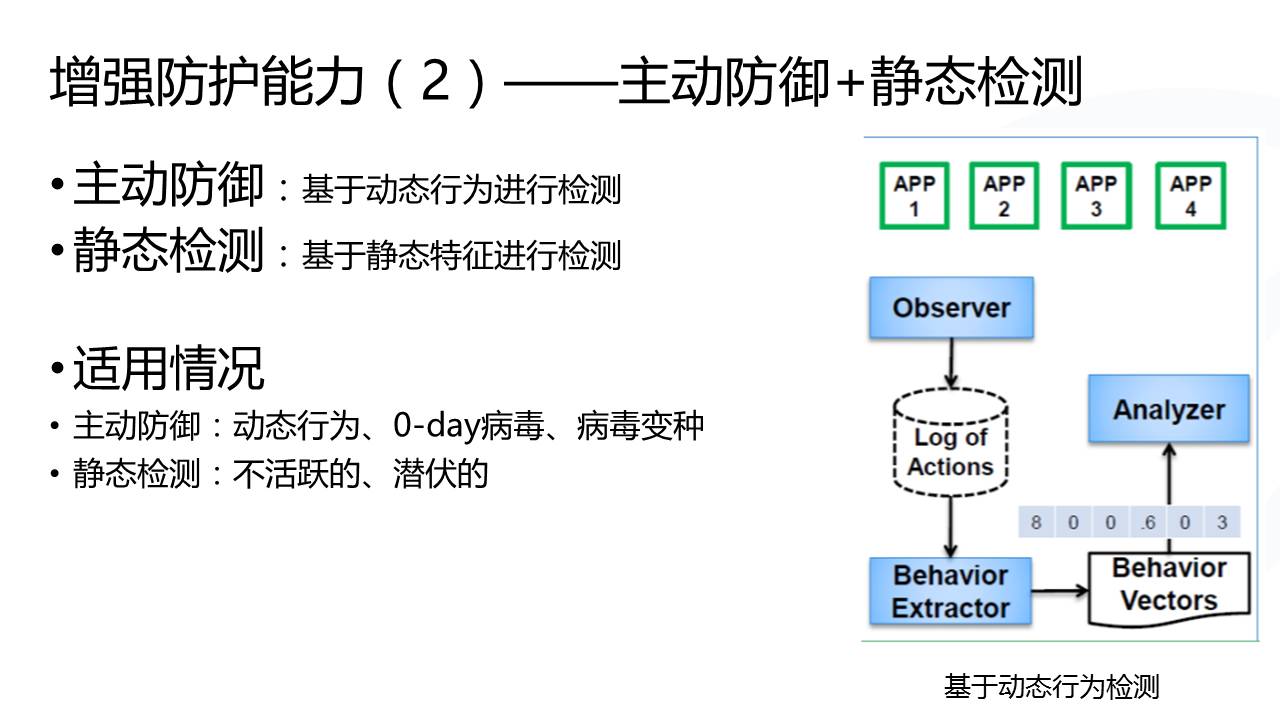 增强防护能力（2）——主动防御+静态检测
•主动防御：基于动态行为进行检测
•静态检测：基于静态特征进行检测
•适用情况
•主动防御：动态行为、0-day病毒、病毒变种
•静态检测：不活跃的、潜伏的
APP
1
APP
2
APP
3
APP
4
Observer
Log of
Actions
Behavior
Extractor
Behavior
Vectors
8 0 0 .6 0 3
Analyzer
基于动态行为检测